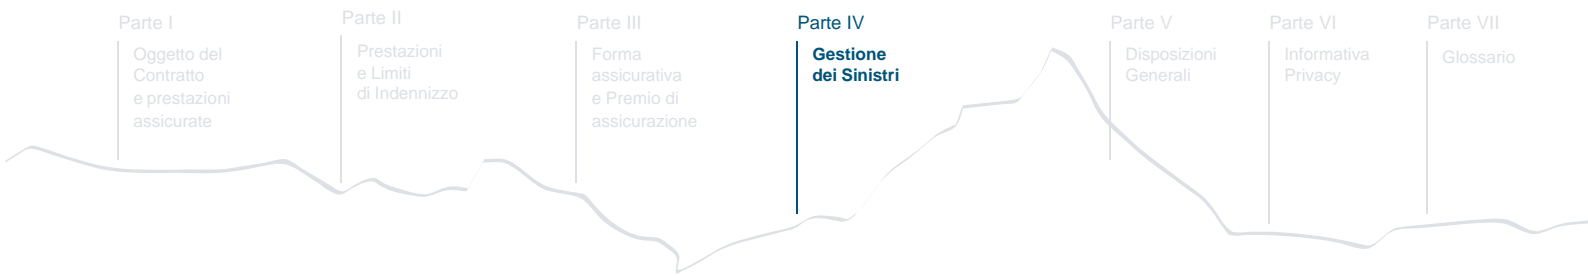 Parte I
Oggetto del
Contratto
e prestazioni
assicurate
Parte II
Prestazioni
e Limiti
di Indennizzo
Parte III
Forma
assicurativa
e Premio di
assicurazione
Parte IV
Gestione
dei Sinistri
Parte V
Disposizioni
Generali
Parte VI
Informativa
Privacy
Parte VII
Glossario